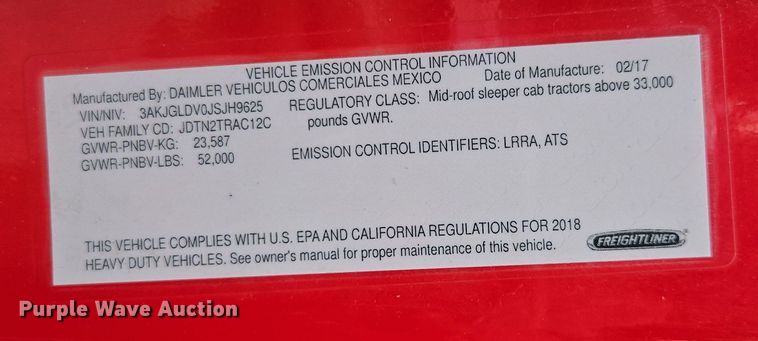 VEHICLE EMISSION CONTROL INFORMATION
Manufactured By: DAIMLER VEHICULOS COMERCIALES MEXICO Date of Manufacture: 02/17
VIN/NIV: 3AKJGLDV0JSJH9625 REGULATORY CLASS: Mid-roof sleeper cab tractors above 33,000
VEH FAMILY CD: JDTN2TRAC12C pounds GVWR.
GVWR-PNBV-KG: 23,587
GVWR-PNBV-LBS: 52,000 EMISSION CONTROL IDENTIFIERS: LRRA, ATS
THIS VEHICLE COMPLIES WITH U.S. EPA AND CALIFORNIA REGULATIONS FOR 2018
HEAVY DUTY VEHICLES. See owner's manual for proper maintenance of this vehicle.
FREIGHTLINER
Purple Wave Auction